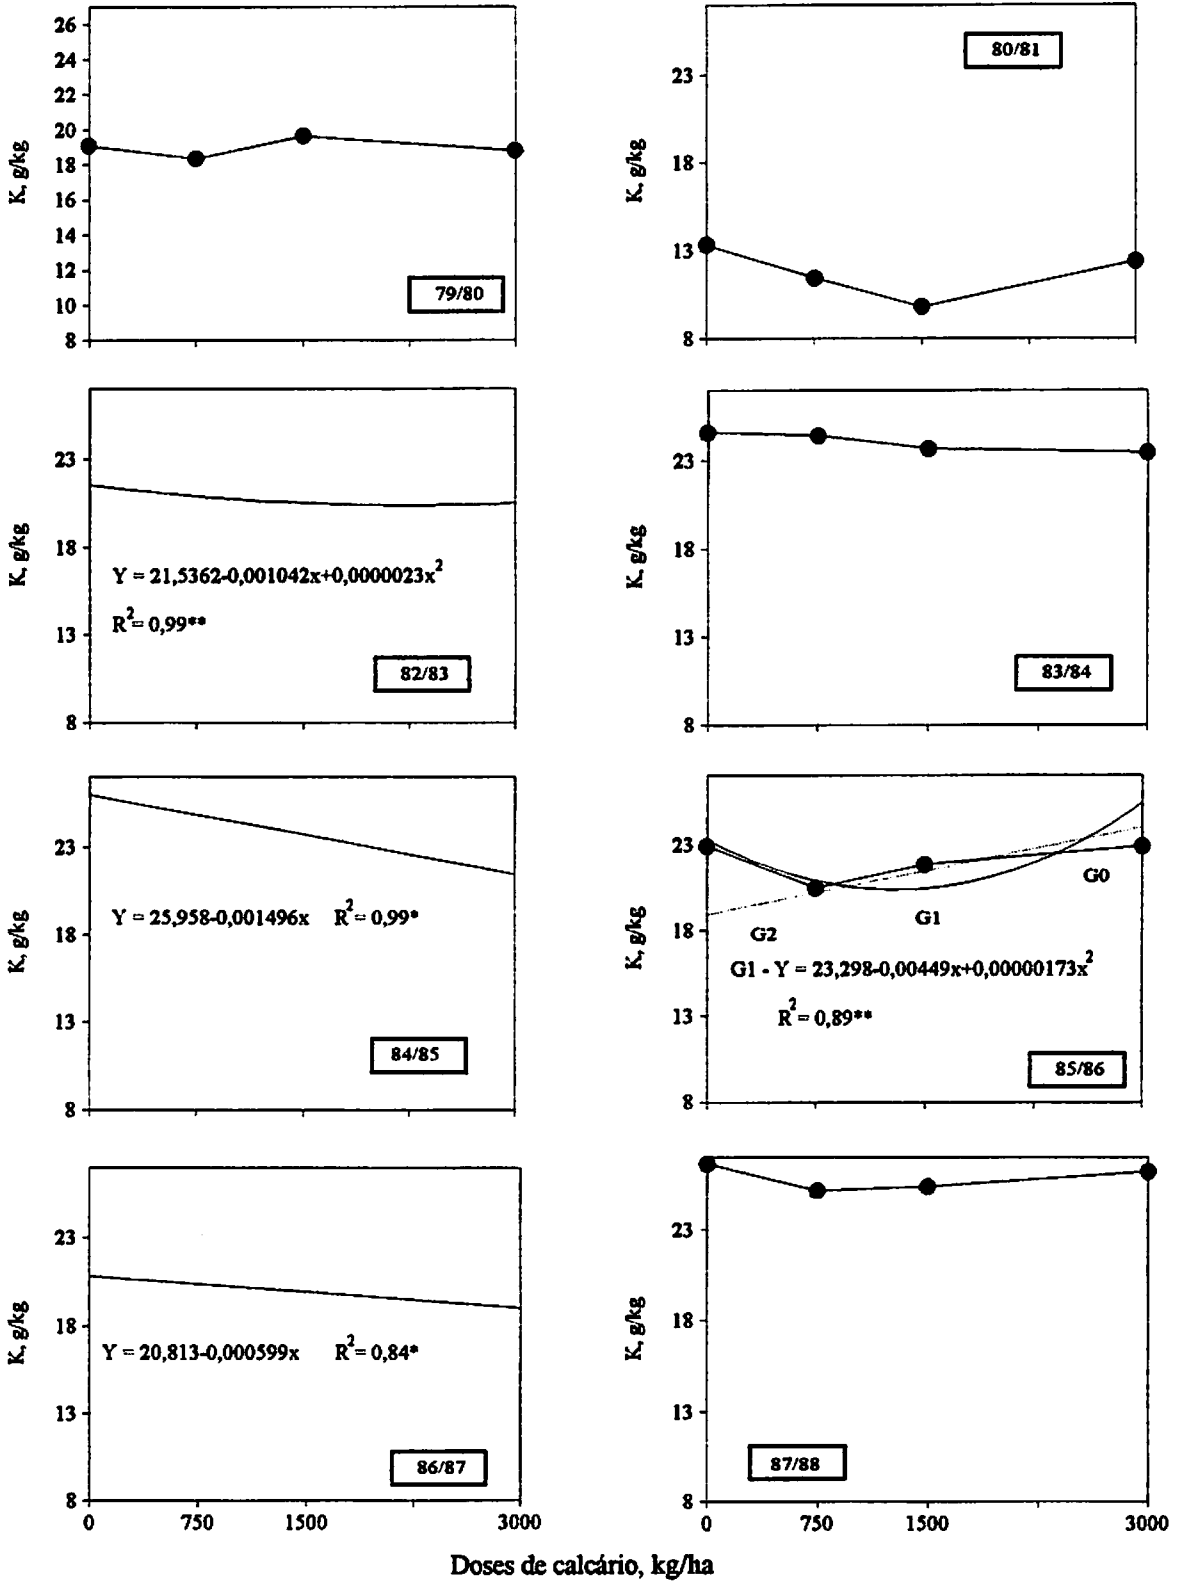 26
24
22
20
18
16
14
12
10
8
K, g/kg
79/80
23
18
13
8
K, g/kg
80/81
23
18
13
8
K, g/kg
Y = 21,5362-0,001042x+0,0000023x²
R²= 0,99**
82/83
23
18
13
8
K, g/kg
83/84
23
18
13
8
K, g/kg
Y = 25,958-0,001496x R²= 0,99*
84/85
23
18
13
8
K, g/kg
G0
G1
G2
G1 - Y = 23,298-0,00449x+0,00000173x²
R²= 0,89**
85/86
23
18
13
8
K, g/kg
Y = 20,813-0,000599x R²= 0,84*
86/87
0 750 1500 3000
23
18
13
8
K, g/kg
87/88
0 750 1500 3000
Doses de calcário, kg/ha